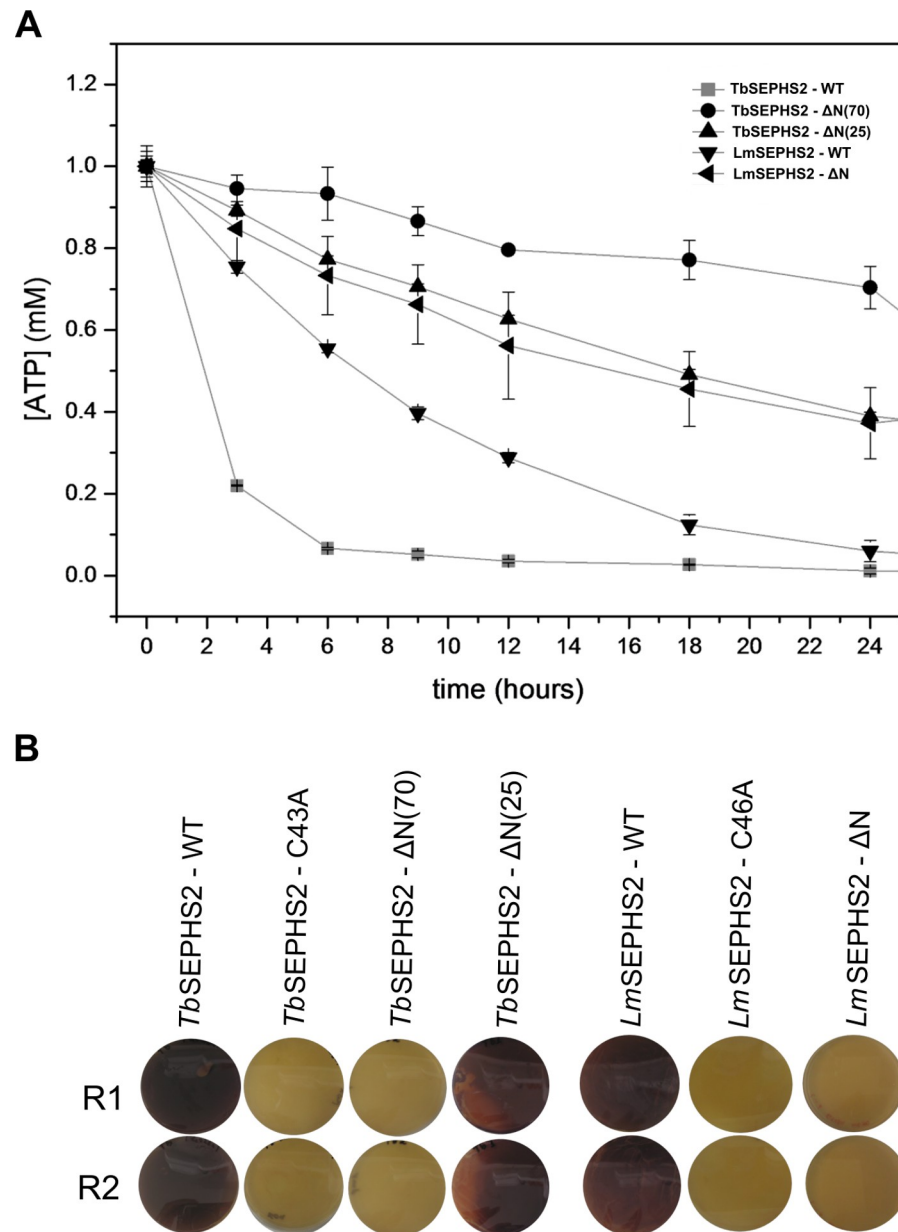 A
1.2
1.0
0.8
0.6
0.4
0.2
0.0
[ATP] (mM)
TbSEPHS2 - WT
TbSEPHS2 - ΔN(70)
TbSEPHS2 - ΔN(25)
LmSEPHS2 - WT
LmSEPHS2 - ΔN
0 2 4 6 8 10 12 14 16 18 20 22 24
time (hours)
B
TbSEPHS2 - WT
TbSEPHS2 - C43A
TbSEPHS2 - ΔN(70)
TbSEPHS2 - ΔN(25)
LmSEPHS2 - WT
LmSEPHS2 - C46A
LmSEPHS2 - ΔN
R1
R2